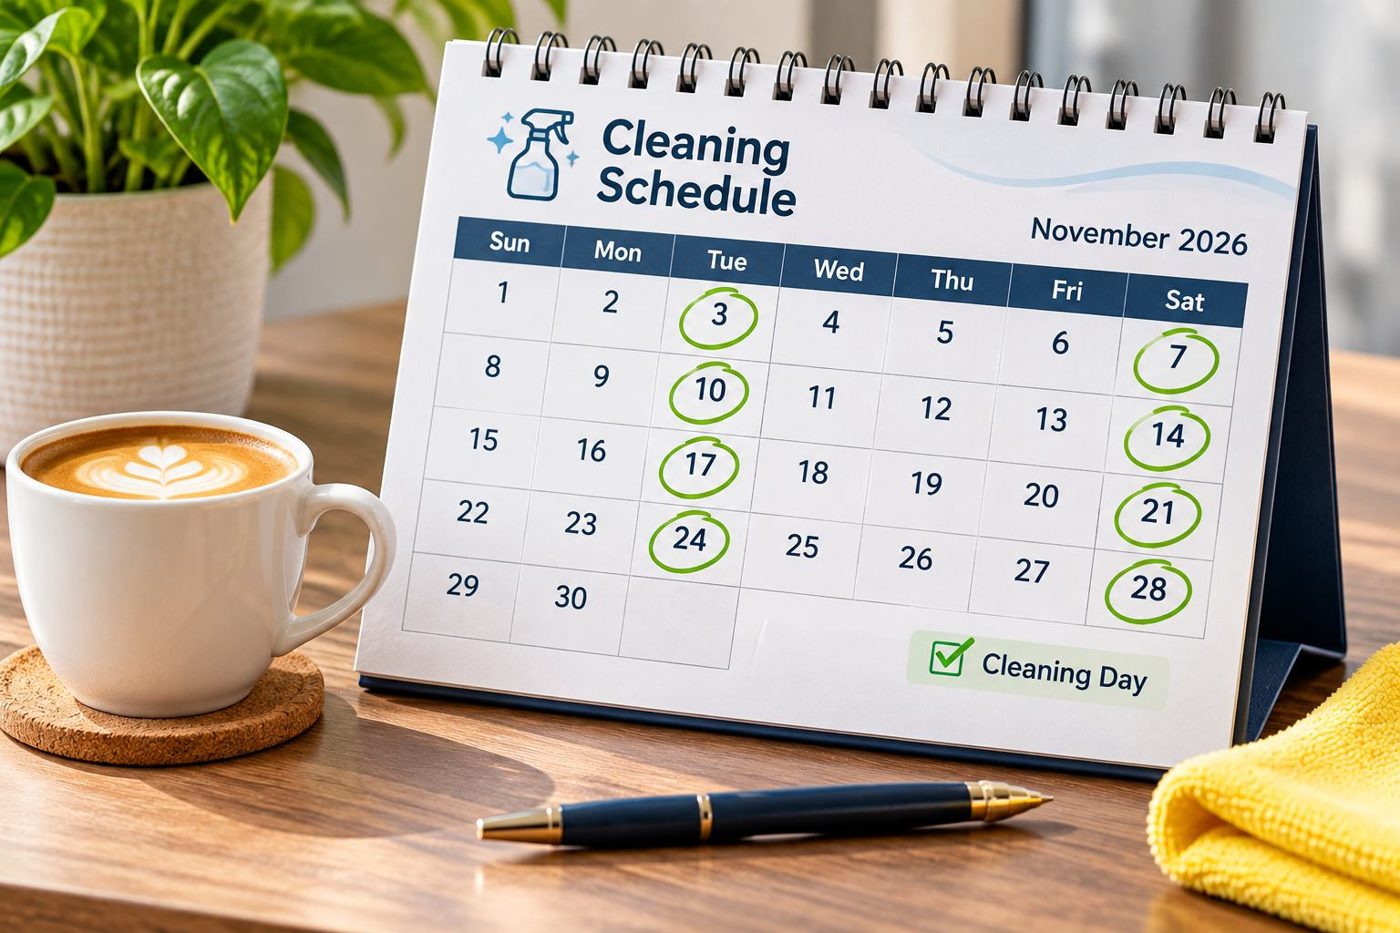 Cleaning
Schedule
November 2026
Sun Mon Tue Wed Thu Fri Sat
1 2 3 4 5 6 7
8 9 10 11 12 13 14
15 16 17 18 19 20 21
22 23 24 25 26 27 28
29 30
Cleaning Day